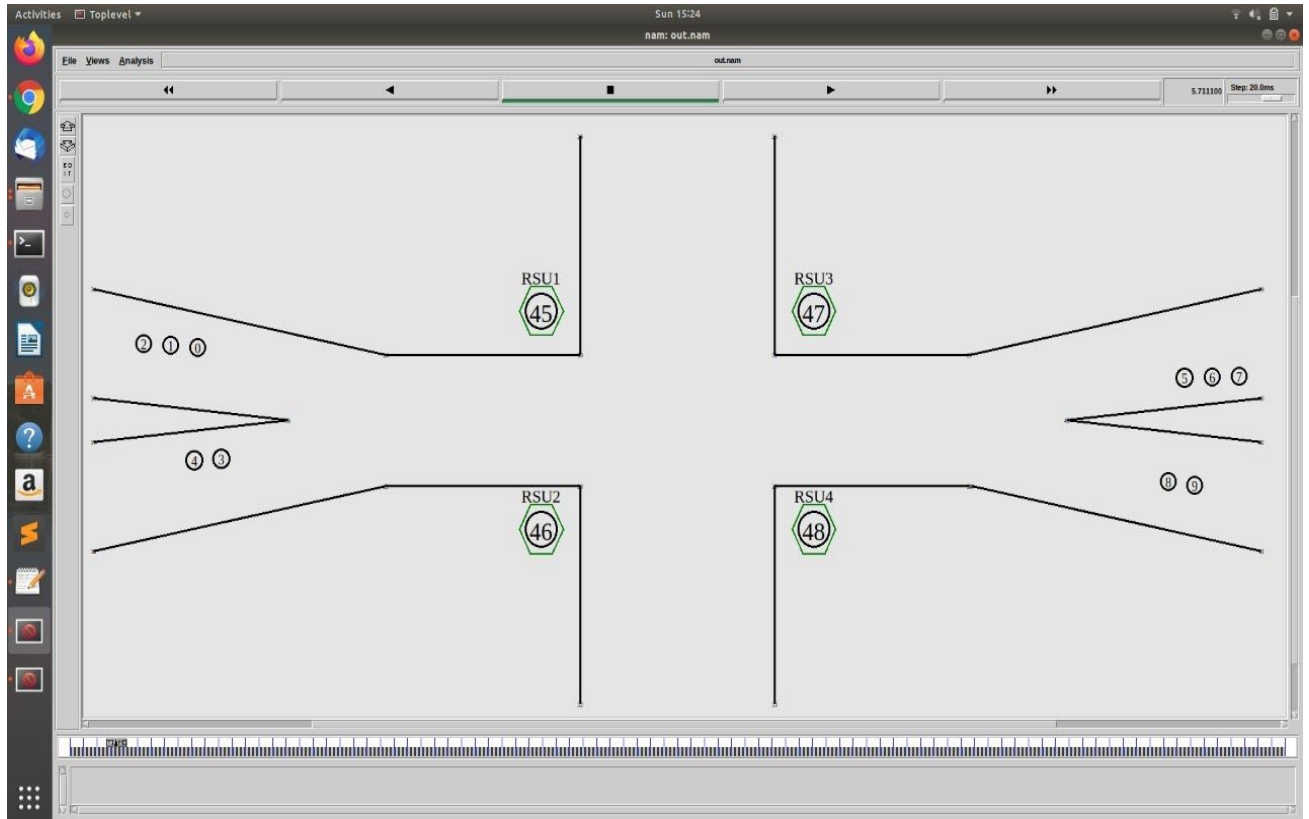 Activities Toplevel Sun 15:24
nam: out.nam
File Views Analysis out.nam
5.711100 Step: 20.0ms
RSU1 RSU3
45 47
2 1 0
5 6 7
4 3
8 9
RSU2 RSU4
46 48